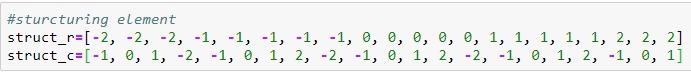 #sturcturing element
struct_r=[-2, -2, -2, -1, -1, -1, -1, -1, 0, 0, 0, 0, 0, 1, 1, 1, 1, 1, 2, 2, 2]
struct_c=[-1, 0, 1, -2, -1, 0, 1, 2, -2, -1, 0, 1, 2, -2, -1, 0, 1, 2, -1, 0, 1]